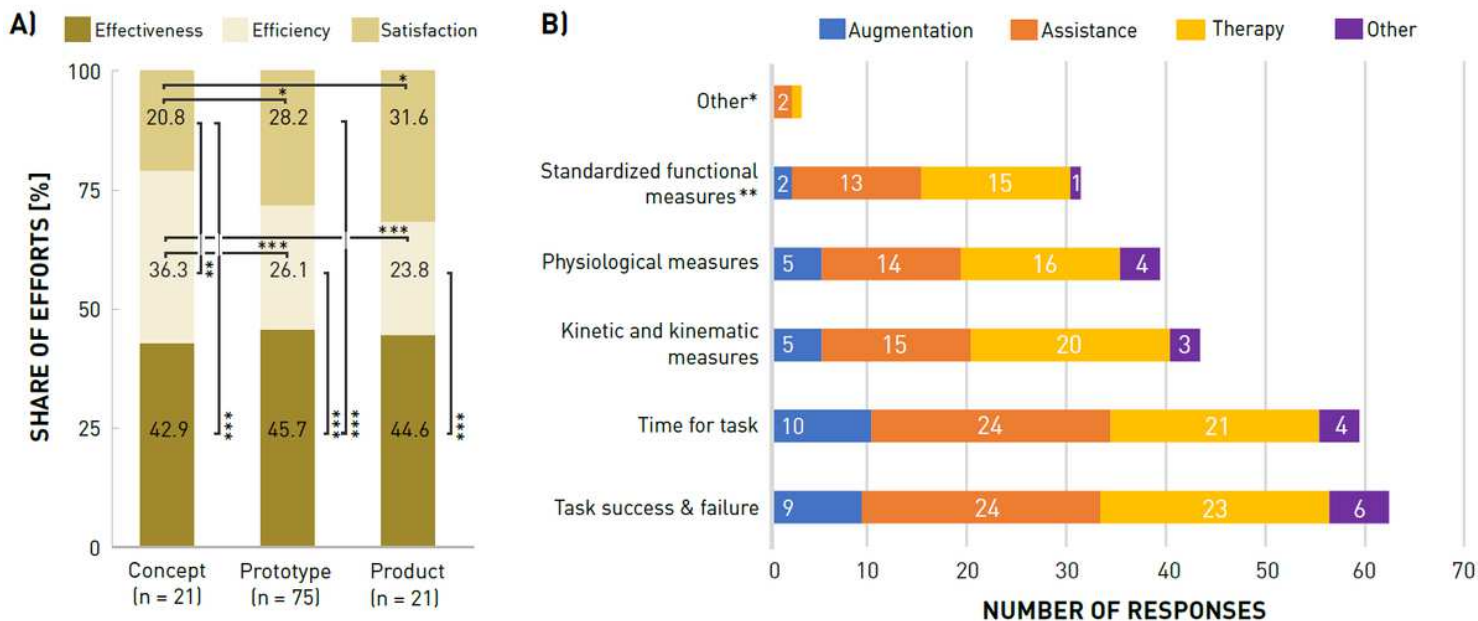 A)
Effectiveness Efficiency Satisfaction
SHARE OF EFFORTS [%]
100
75
50
25
0
20.8 28.2 31.6
36.3 26.1 23.8
42.9 45.7 44.6
* *
*** ***
** *** *** *** ***
Concept Prototype Product
(n = 21) (n = 75) (n = 21)
B)
Augmentation Assistance Therapy Other
Other* 2
Standardized functional
measures** 2 13 15 1
Physiological measures 5 14 16 4
Kinetic and kinematic
measures 5 15 20 3
Time for task 10 24 21 4
Task success & failure 9 24 23 6
0 10 20 30 40 50 60 70
NUMBER OF RESPONSES